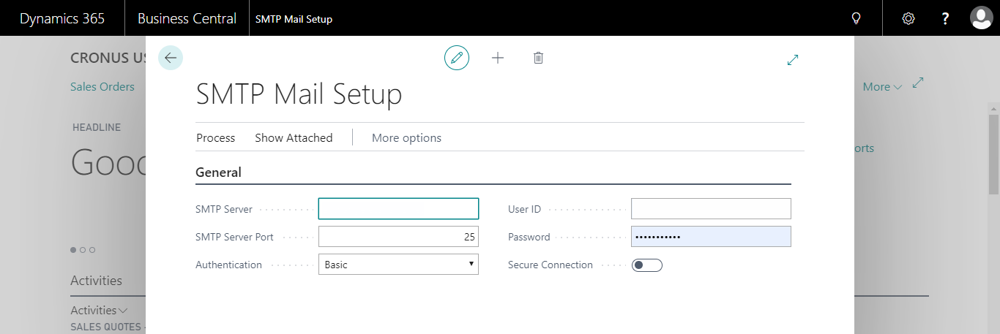 Dynamics 365 Business Central SMTP Mail Setup ?
CRONUS US
Sales Orders
More
HEADLINE
SMTP Mail Setup
Process Show Attached More options
orts
General
SMTP Server User ID
SMTP Server Port 25 Password •••••••••••
Authentication Basic Secure Connection
Activities
Activities
SALES QUOTES